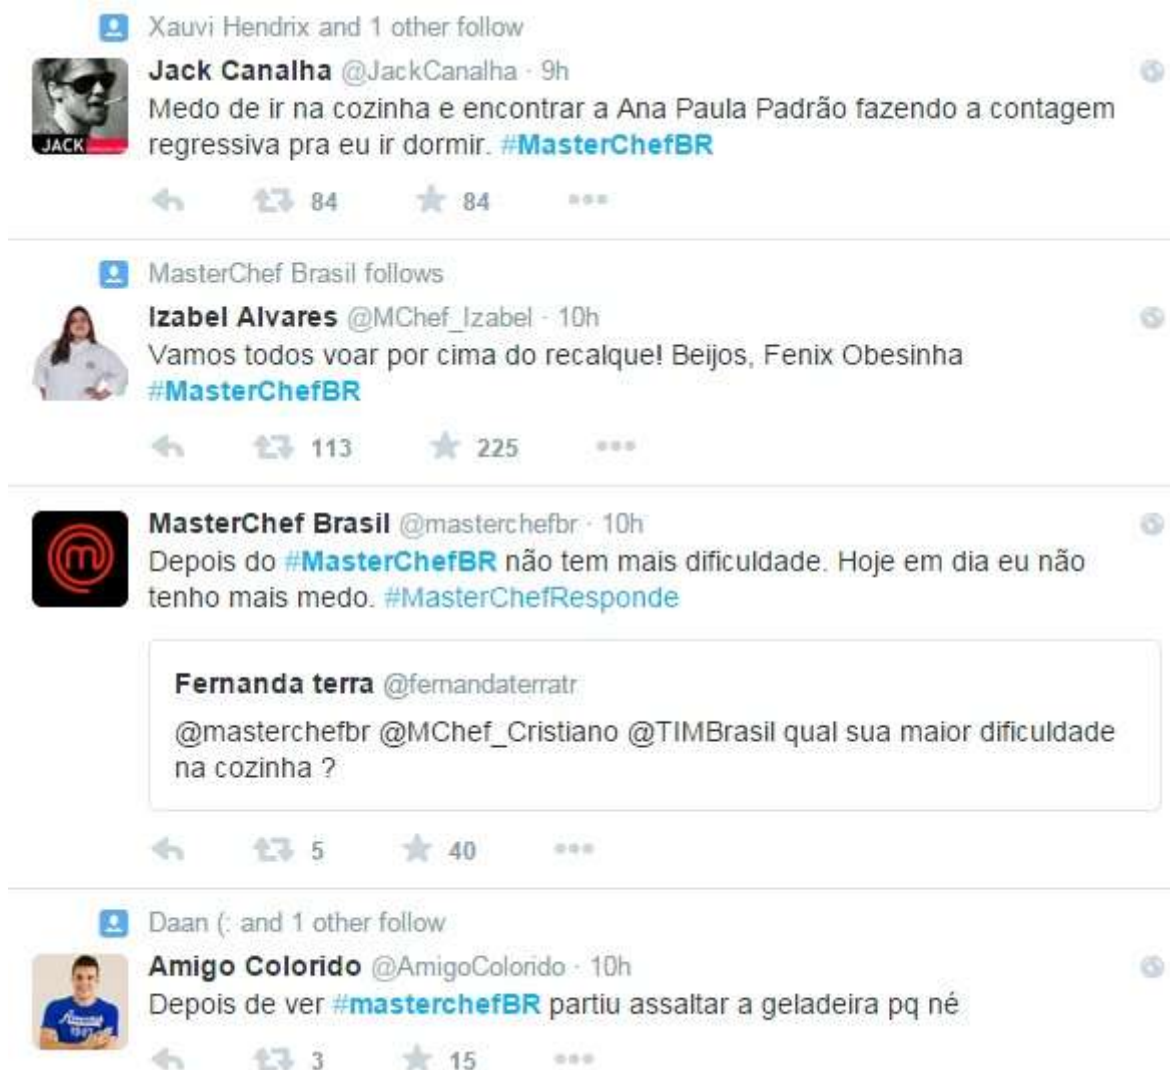 Xauvi Hendrix and 1 other follow
Jack Canalha @JackCanalha · 9h
Medo de ir na cozinha e encontrar a Ana Paula Padrão fazendo a contagem
regressiva pra eu ir dormir. #MasterChefBR
JACK
84 84
MasterChef Brasil follows
Izabel Alvares @MChef_Izabel · 10h
Vamos todos voar por cima do recalque! Beijos, Fenix Obesinha
#MasterChefBR
113 225
MasterChef Brasil @masterchefbr · 10h
Depois do #MasterChefBR não tem mais dificuldade. Hoje em dia eu não
tenho mais medo. #MasterChefResponde
Fernanda terra @fernandaterratr
@masterchefbr @MChef_Cristiano @TIMBrasil qual sua maior dificuldade
na cozinha ?
5 40
Daan (: and 1 other follow
Amigo Colorido @AmigoColorido · 10h
Depois de ver #masterchefBR partiu assaltar a geladeira pq né
3 15